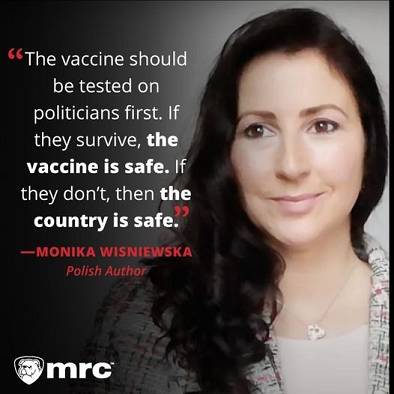 “The vaccine should
be tested on
politicians first. If
they survive, the
vaccine is safe. If
they don’t, then the
country is safe.”
—MONIKA WISNIEWSKA
Polish Author
mrc™